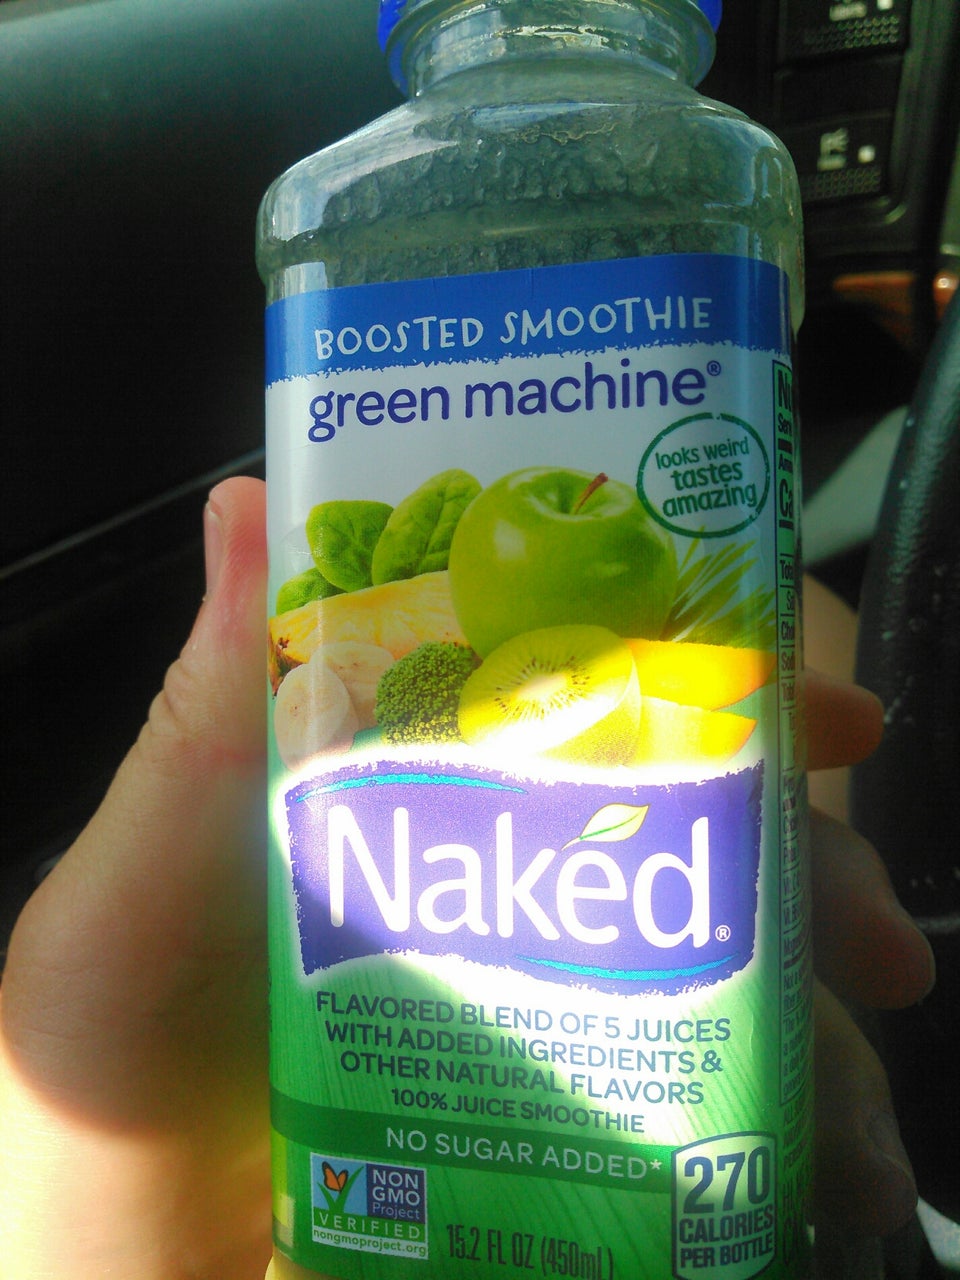 BOOSTED SMOOTHIE
green machine®
looks weird
tastes
amazing
Naked®
FLAVORED BLEND OF 5 JUICES
WITH ADDED INGREDIENTS &
OTHER NATURAL FLAVORS
100% JUICE SMOOTHIE
NO SUGAR ADDED*
NON
GMO
Project
VERIFIED
nongmoproject.org
15.2 FL OZ (450mL)
270
CALORIES
PER BOTTLE